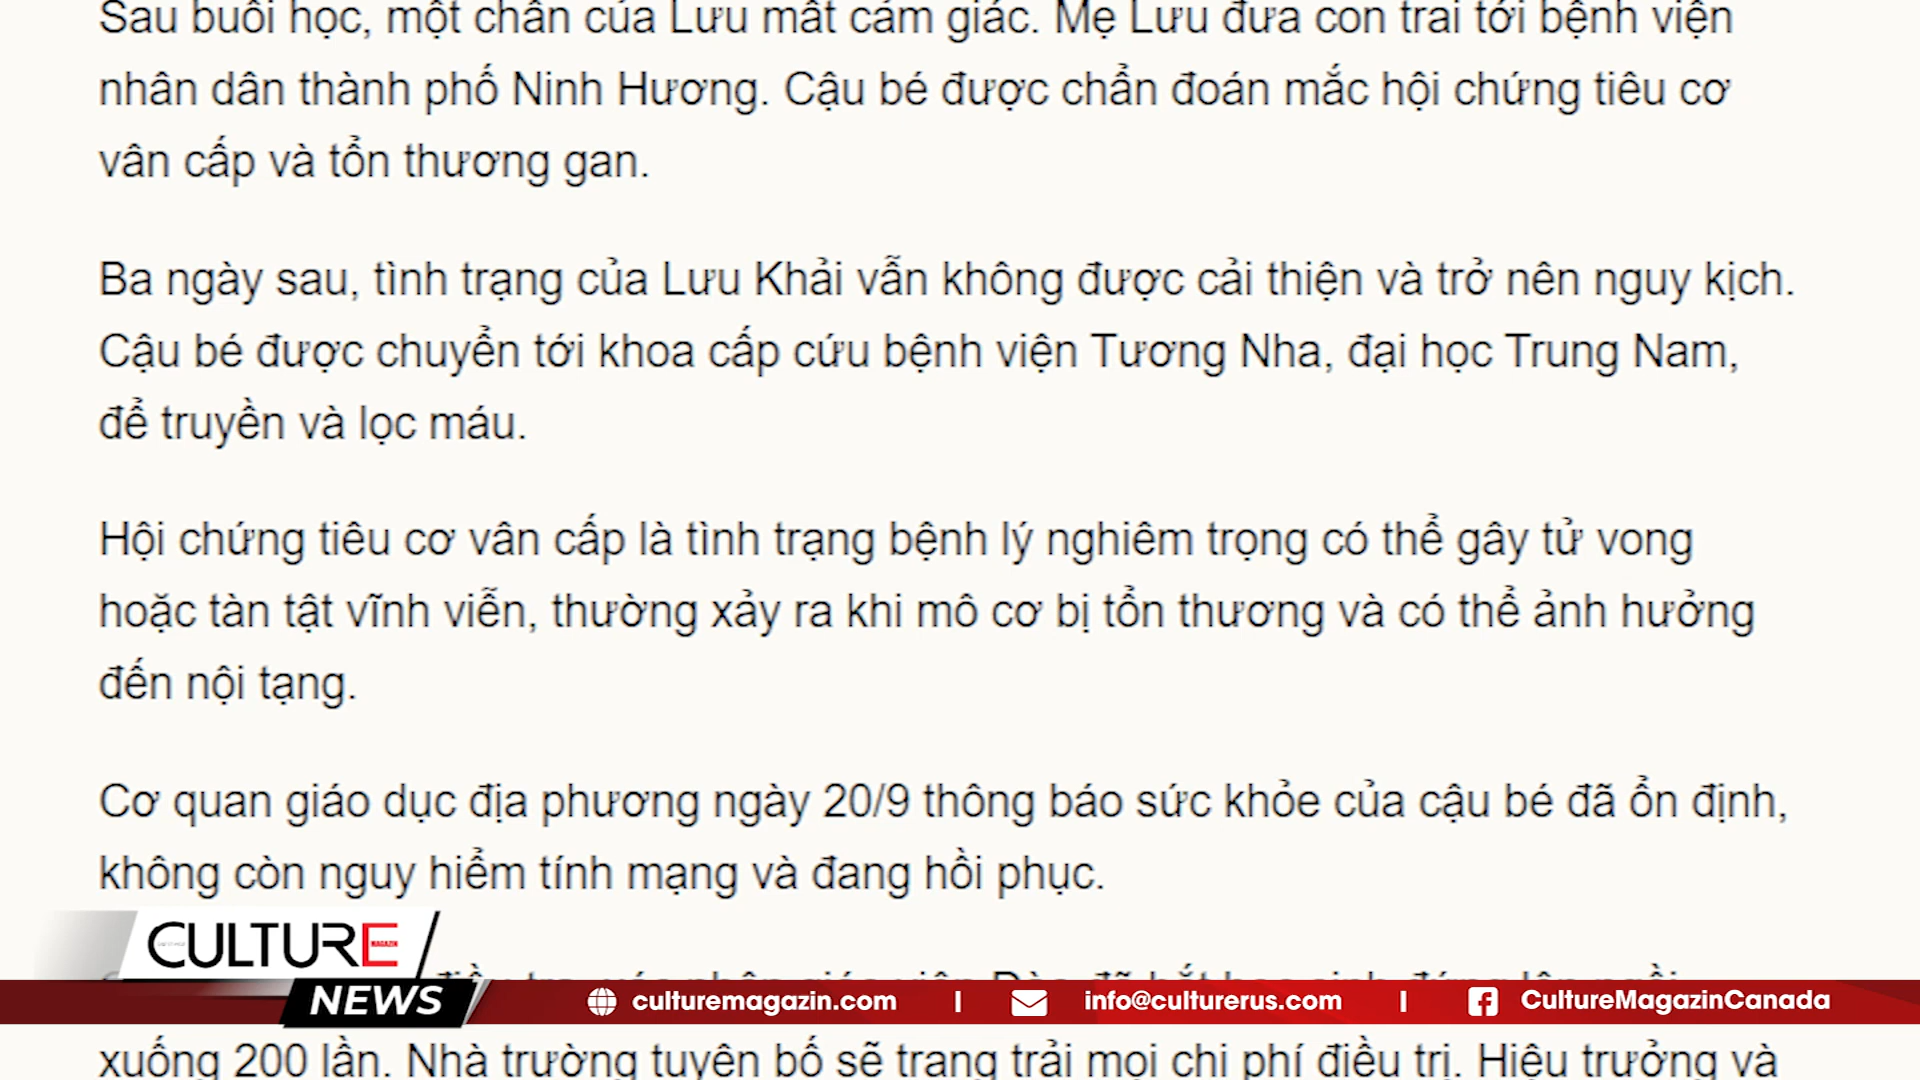 Sau buổi học, một chân của Lưu mất cảm giác. Mẹ Lưu đưa con trai tới bệnh viện
nhân dân thành phố Ninh Hương. Cậu bé được chẩn đoán mắc hội chứng tiêu cơ
vân cấp và tổn thương gan.
Ba ngày sau, tình trạng của Lưu Khải vẫn không được cải thiện và trở nên nguy kịch.
Cậu bé được chuyển tới khoa cấp cứu bệnh viện Tương Nha, đại học Trung Nam,
để truyền và lọc máu.
Hội chứng tiêu cơ vân cấp là tình trạng bệnh lý nghiêm trọng có thể gây tử vong
hoặc tàn tật vĩnh viễn, thường xảy ra khi mô cơ bị tổn thương và có thể ảnh hưởng
đến nội tạng.
Cơ quan giáo dục địa phương ngày 20/9 thông báo sức khỏe của cậu bé đã ổn định,
không còn nguy hiểm tính mạng và đang hồi phục.
CULTURE
MAGAZIN
NEWS
culturemagazin.com | info@culturerus.com | CultureMagazinCanada
xuống 200 lần. Nhà trường tuyên bố sẽ trang trải mọi chi phí điều trị. Hiệu trưởng và